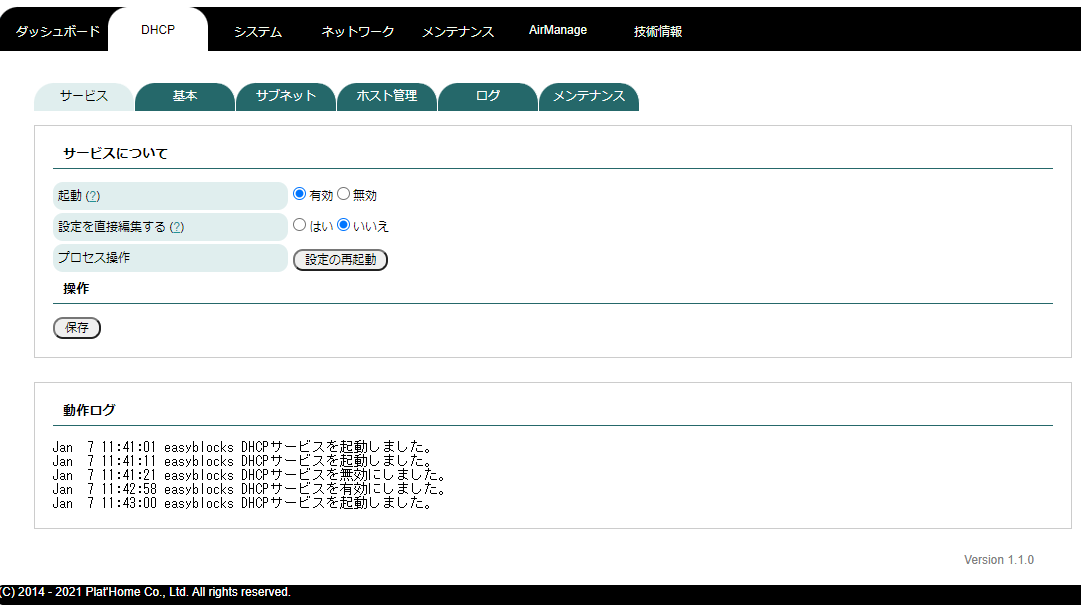 ダッシュボード DHCP システム ネットワーク メンテナンス AirManage 技術情報
サービス 基本 サブネット ホスト管理 ログ メンテナンス
サービスについて
起動 (?) 有効 無効
設定を直接編集する (?) はい いいえ
プロセス操作 設定の再起動
操作
保存
動作ログ
Jan 7 11:41:01 easyblocks DHCPサービスを起動しました。
Jan 7 11:41:11 easyblocks DHCPサービスを起動しました。
Jan 7 11:41:21 easyblocks DHCPサービスを無効にしました。
Jan 7 11:42:58 easyblocks DHCPサービスを有効にしました。
Jan 7 11:43:00 easyblocks DHCPサービスを起動しました。
Version 1.1.0
(C) 2014 - 2021 Plat'Home Co., Ltd. All rights reserved.